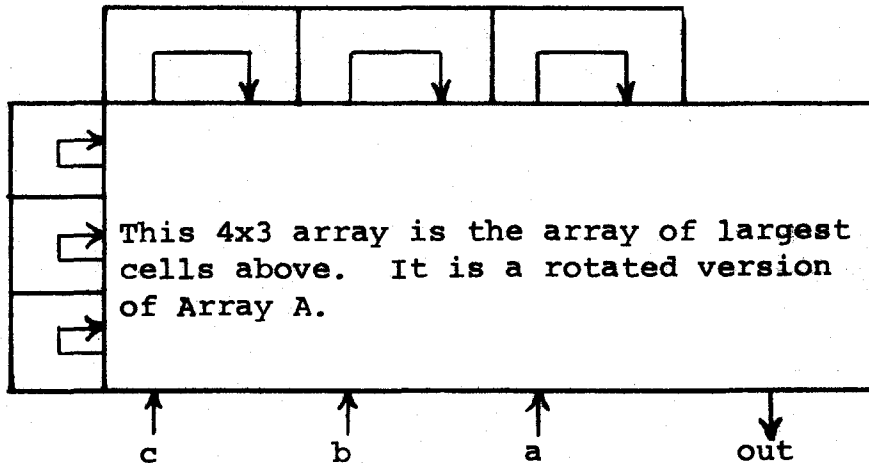 This 4x3 array is the array of largest
cells above. It is a rotated version
of Array A.
c b a out